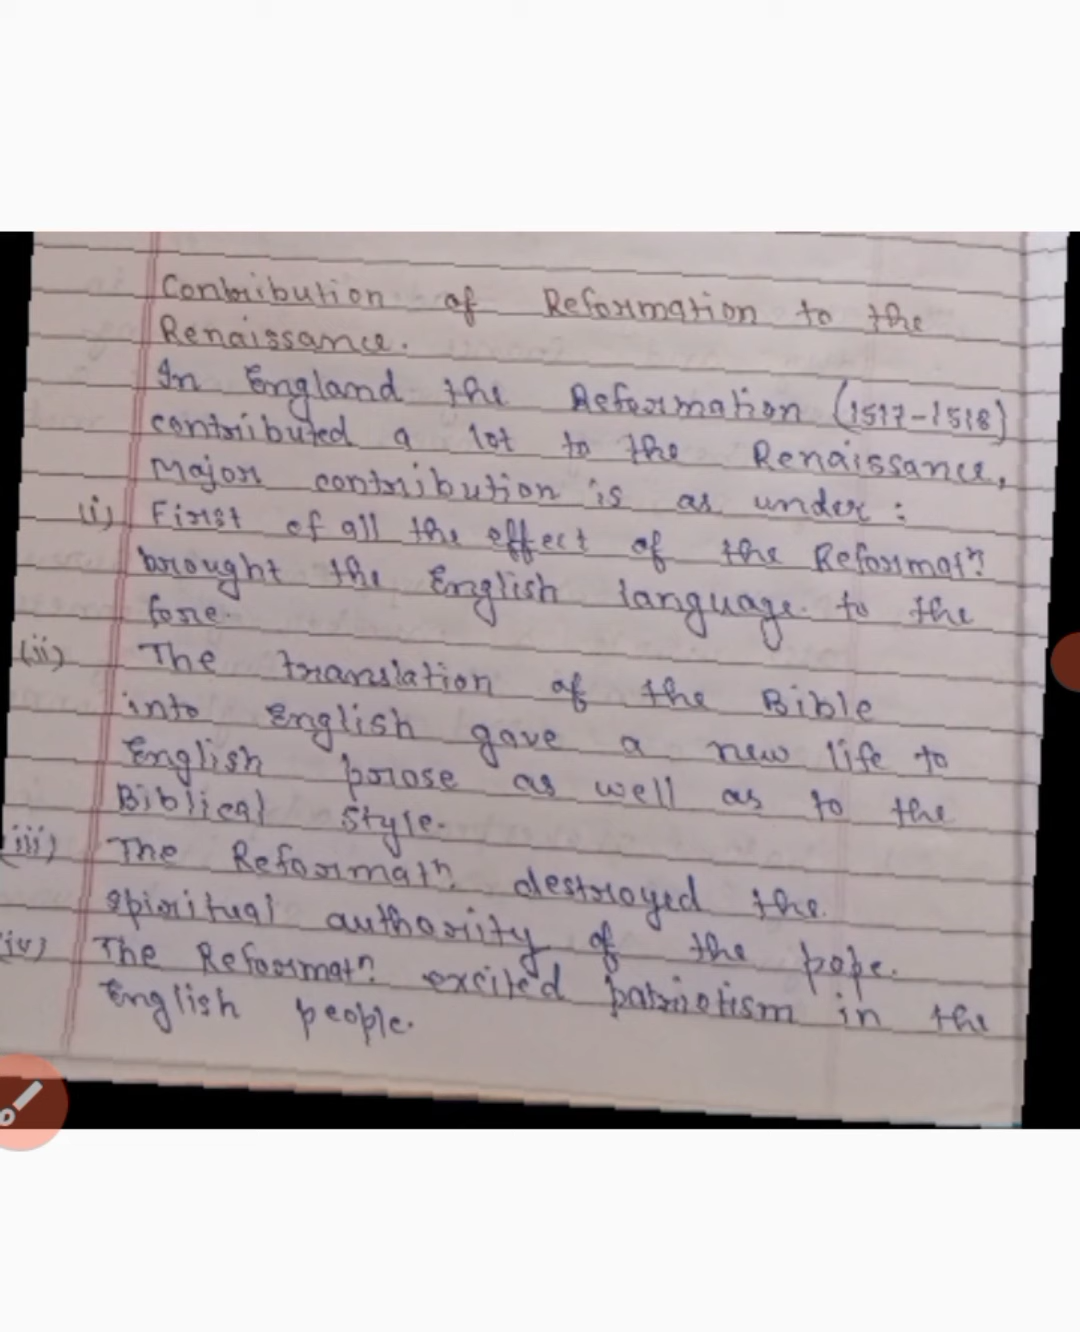 Contribution of Reformation to the
Renaissance.
In England the Reformation (1517-1518)
contributed a lot to the Renaissance,
Major contribution is as under :
(i) First of all the effect of the Reformatn
brought the English language to the
fore.
(ii) The translation of the Bible
into English gave a new life to
English prose as well as to the
Biblical style.
(iii) The Reformatn destroyed the
spiritual authority of the pope.
(iv) The Reformatn excited patriotism in the
English people.